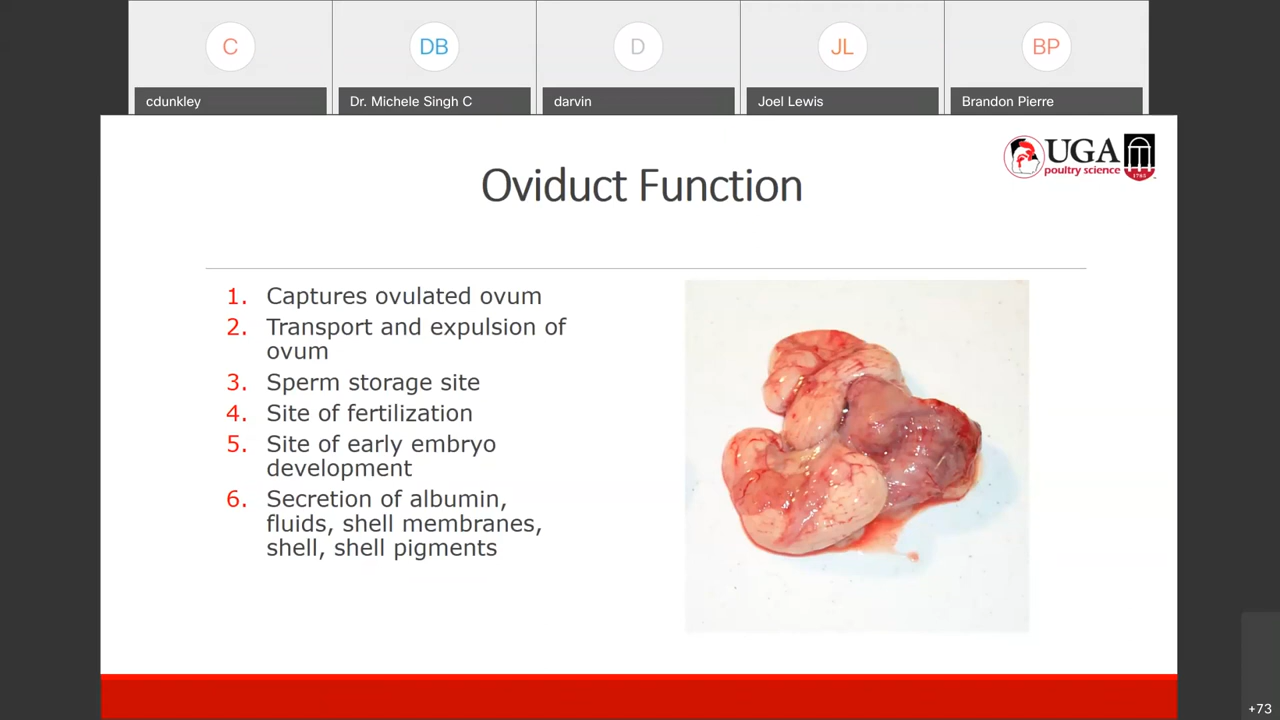 C
DB
D
JL
BP
cdunkley
Dr. Michele Singh C
darvin
Joel Lewis
Brandon Pierre
UGA
poultry science
1785
Oviduct Function
1. Captures ovulated ovum
2. Transport and expulsion of
ovum
3. Sperm storage site
4. Site of fertilization
5. Site of early embryo
development
6. Secretion of albumin,
fluids, shell membranes,
shell, shell pigments
+73